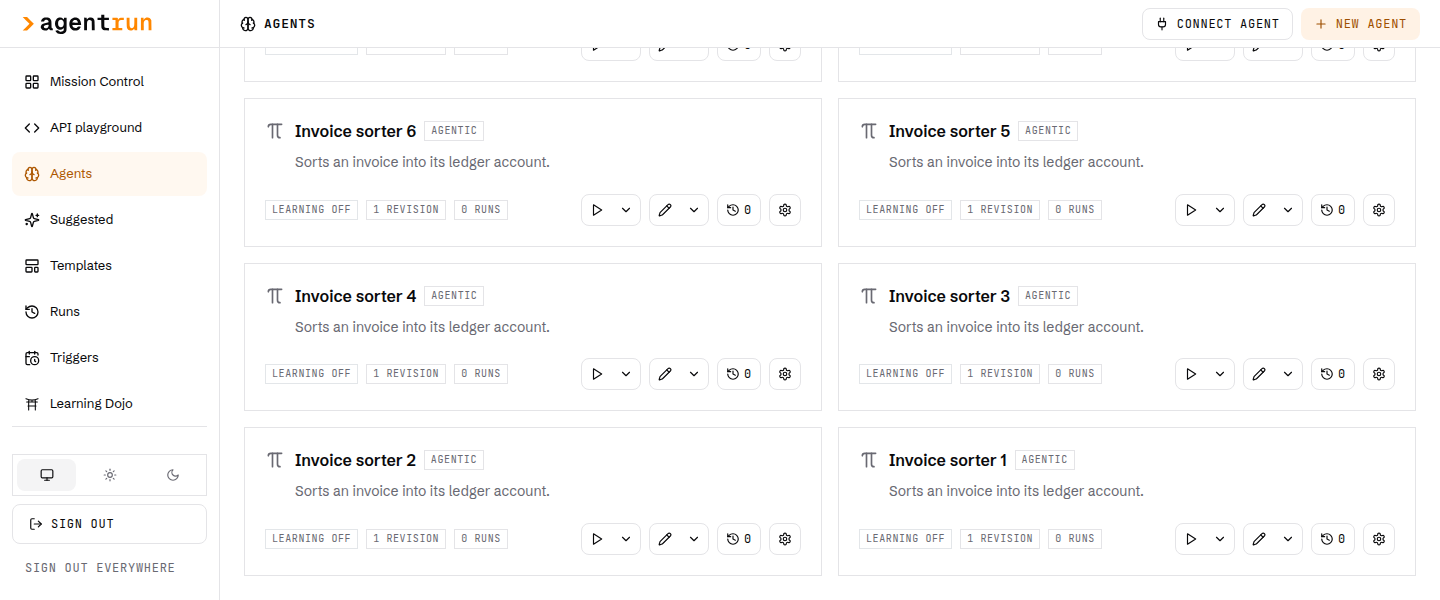 agentrun
AGENTS
CONNECT AGENT
NEW AGENT
Mission Control
API playground
Agents
Suggested
Templates
Runs
Triggers
Learning Dojo
SIGN OUT
SIGN OUT EVERYWHERE
Invoice sorter 6 AGENTIC
Sorts an invoice into its ledger account.
LEARNING OFF 1 REVISION 0 RUNS 0
Invoice sorter 5 AGENTIC
Sorts an invoice into its ledger account.
LEARNING OFF 1 REVISION 0 RUNS 0
Invoice sorter 4 AGENTIC
Sorts an invoice into its ledger account.
LEARNING OFF 1 REVISION 0 RUNS 0
Invoice sorter 3 AGENTIC
Sorts an invoice into its ledger account.
LEARNING OFF 1 REVISION 0 RUNS 0
Invoice sorter 2 AGENTIC
Sorts an invoice into its ledger account.
LEARNING OFF 1 REVISION 0 RUNS 0
Invoice sorter 1 AGENTIC
Sorts an invoice into its ledger account.
LEARNING OFF 1 REVISION 0 RUNS 0